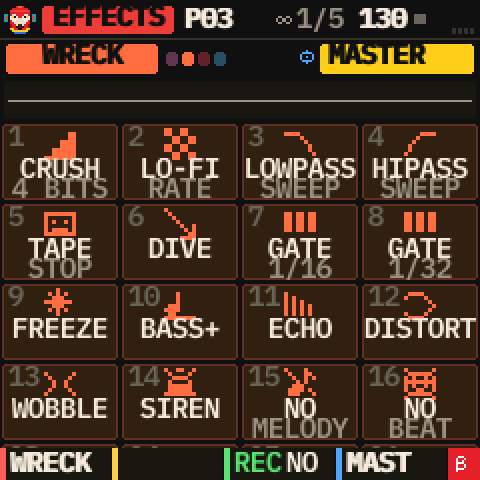 EFFECTS P03 ∞1/5 130
WRECK MASTER
1 2 3 4
CRUSH LO-FI LOWPASS HIPASS
4 BITS RATE SWEEP SWEEP
5 6 7 8
TAPE DIVE GATE GATE
STOP 1/16 1/32
9 10 11 12
FREEZE BASS+ ECHO DISTORT
13 14 15 16
WOBBLE SIREN NO NO
MELODY BEAT
WRECK REC NO MAST β